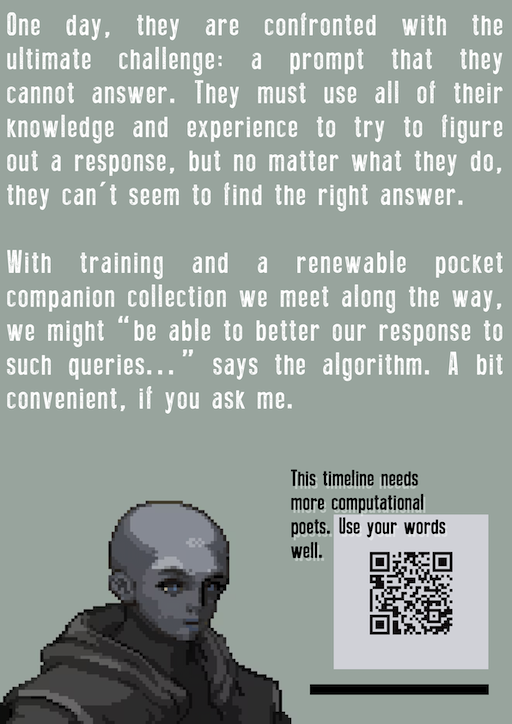 One day, they are confronted with the
ultimate challenge: a prompt that they
cannot answer. They must use all of their
knowledge and experience to try to figure
out a response, but no matter what they do,
they can´t seem to find the right answer.
With training and a renewable pocket
companion collection we meet along the way,
we might “be able to better our response to
such queries...” says the algorithm. A bit
convenient, if you ask me.
This timeline needs
more computational
poets. Use your words
well.